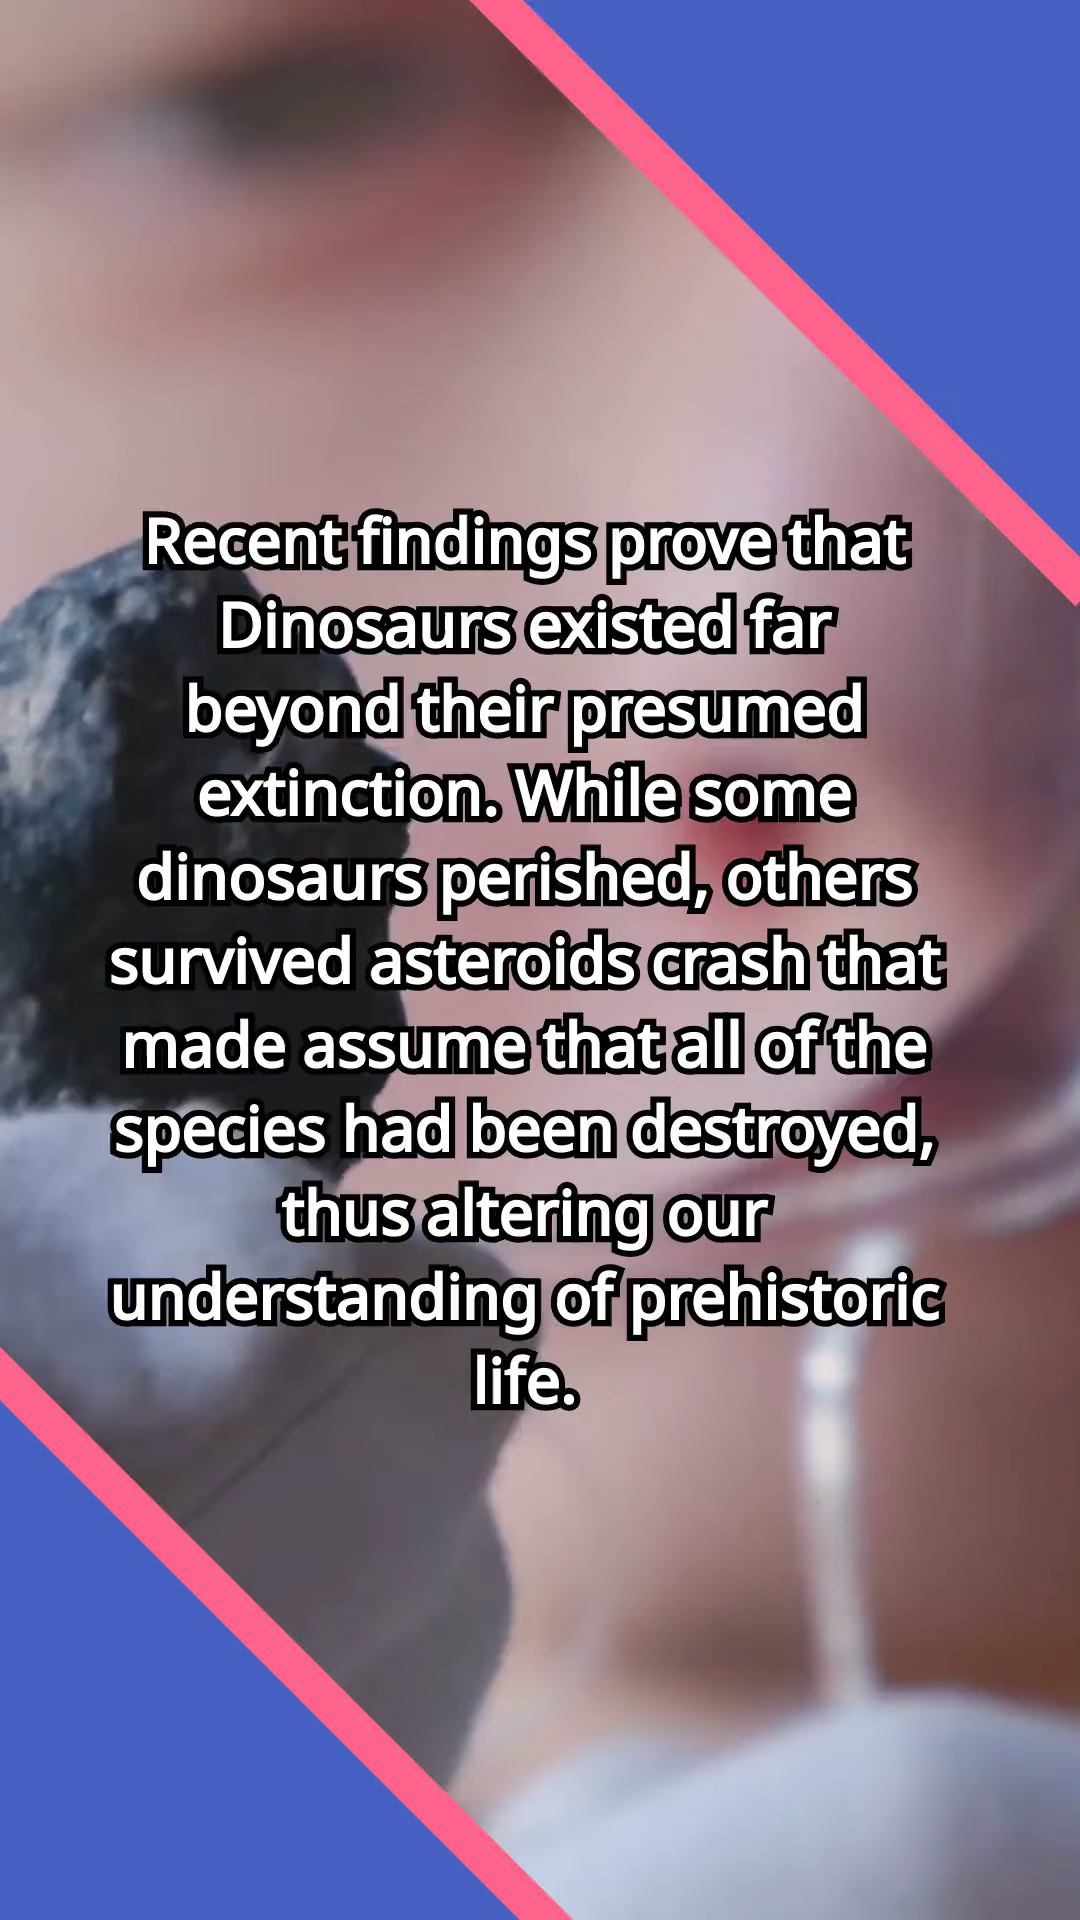 Recent findings prove that
Dinosaurs existed far
beyond their presumed
extinction. While some
dinosaurs perished, others
survived asteroids crash that
made assume that all of the
species had been destroyed,
thus altering our
understanding of prehistoric
life.